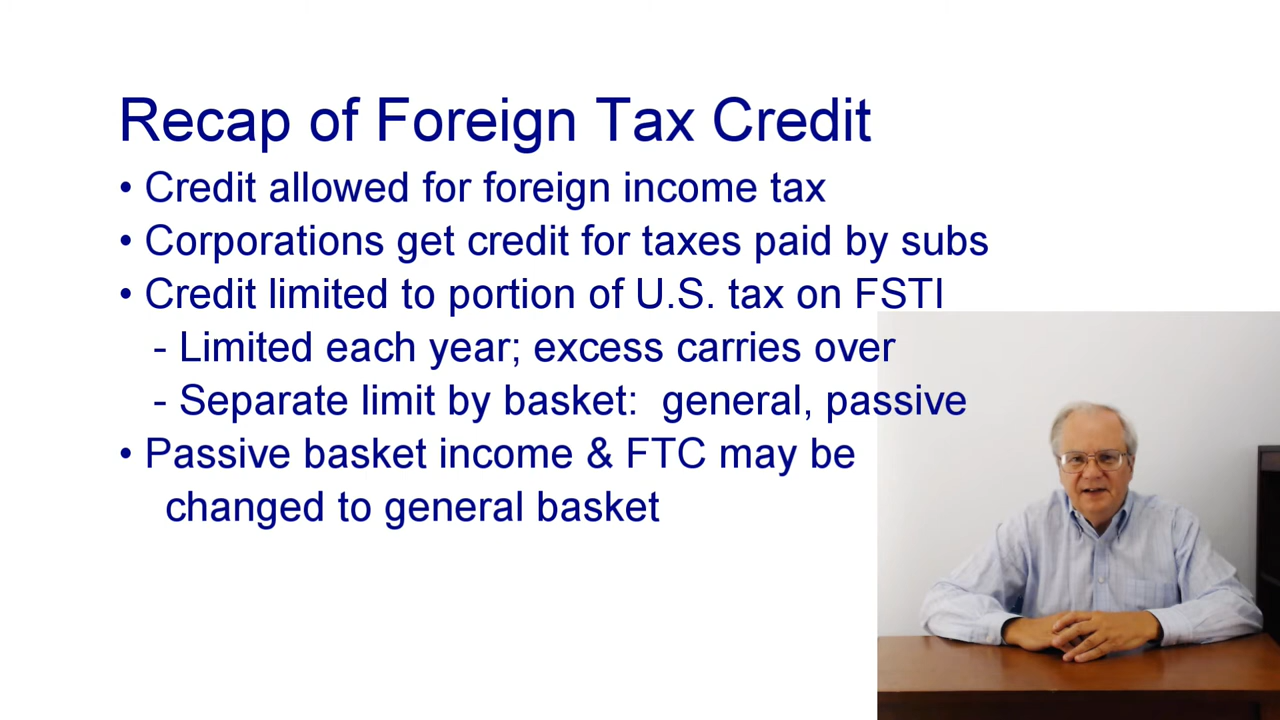 Recap of Foreign Tax Credit
• Credit allowed for foreign income tax
• Corporations get credit for taxes paid by subs
• Credit limited to portion of U.S. tax on FSTI
- Limited each year; excess carries over
- Separate limit by basket:  general, passive
• Passive basket income & FTC may be
changed to general basket